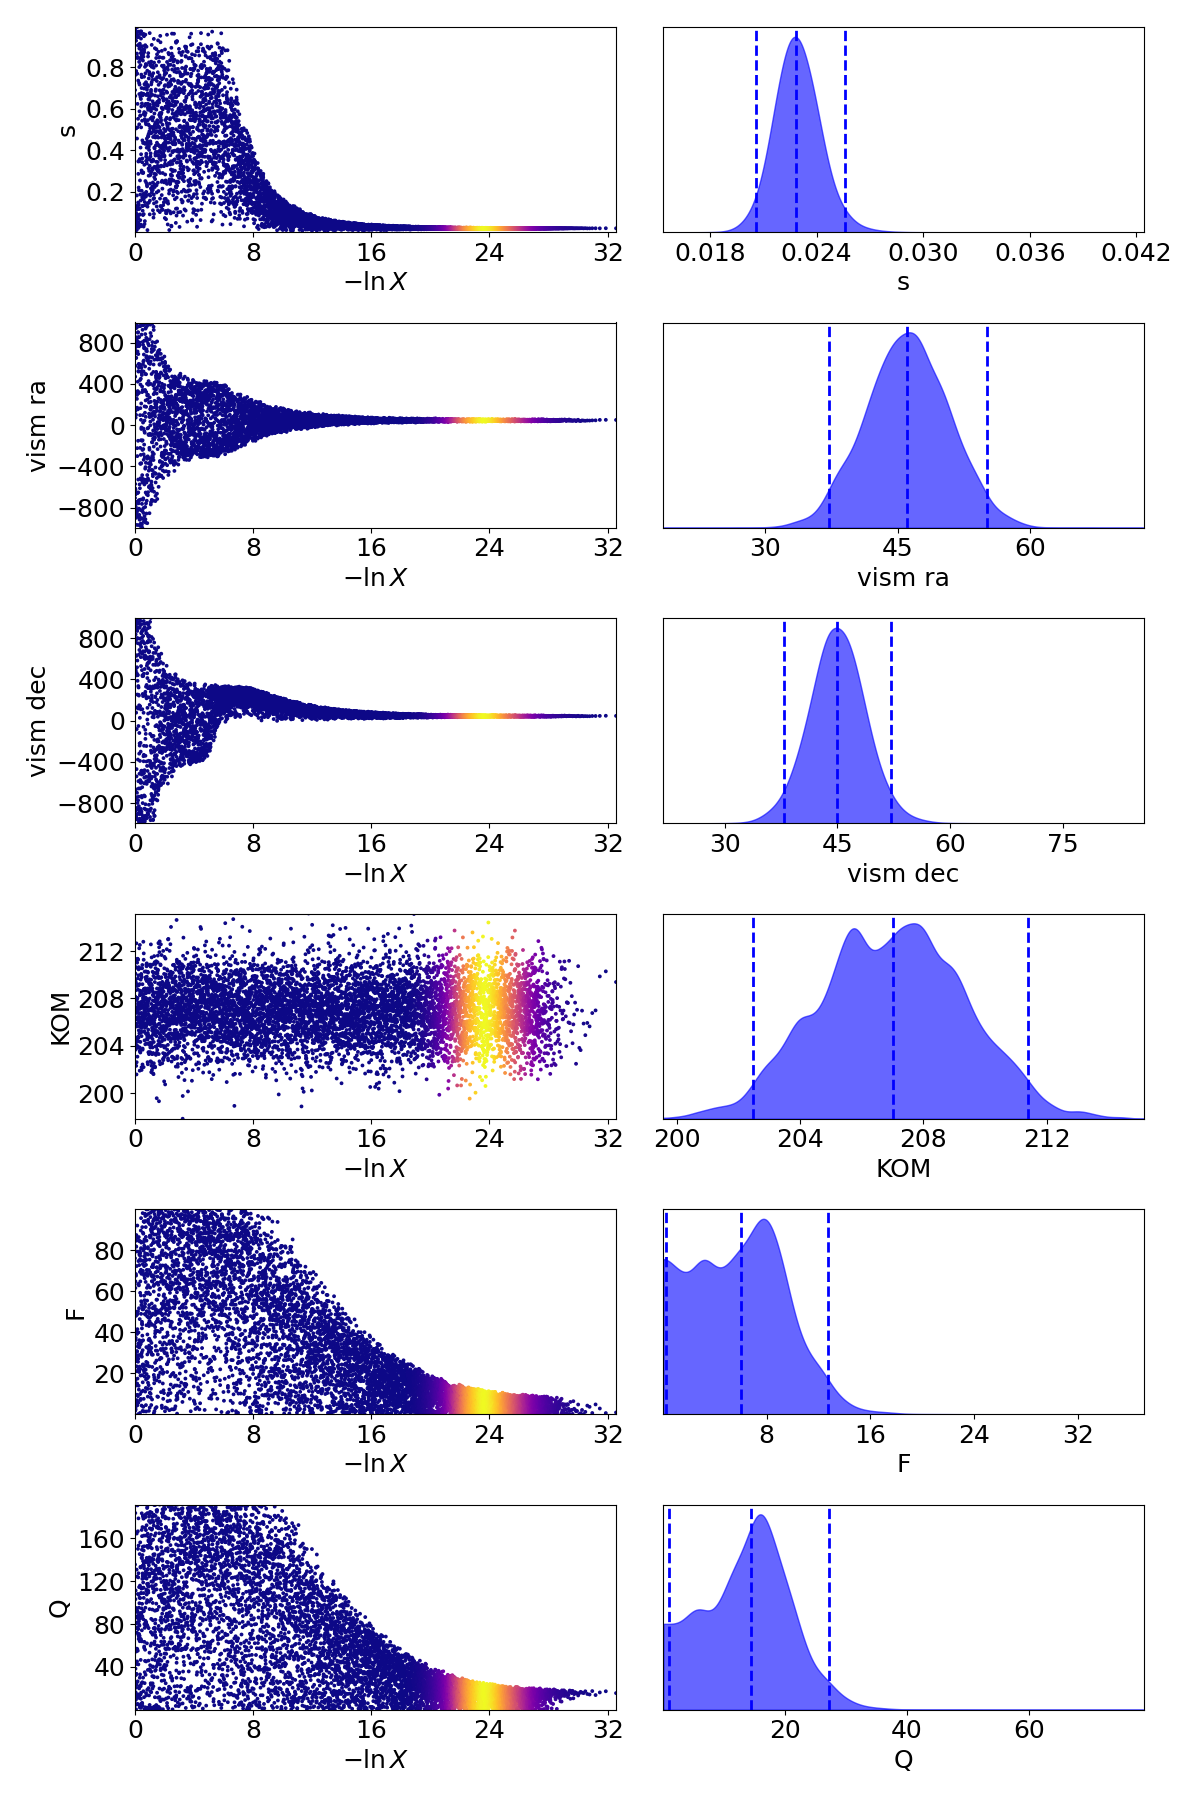 0.8
0.6
0.4
0.2
s
0 8 16 24 32
−ln X
0.018 0.024 0.030 0.036 0.042
s
800
400
0
−400
−800
vism ra
0 8 16 24 32
−ln X
30 45 60
vism ra
800
400
0
−400
−800
vism dec
0 8 16 24 32
−ln X
30 45 60 75
vism dec
212
208
204
200
KOM
0 8 16 24 32
−ln X
200 204 208 212
KOM
80
60
40
20
F
0 8 16 24 32
−ln X
8 16 24 32
F
160
120
80
40
Q
0 8 16 24 32
−ln X
20 40 60
Q